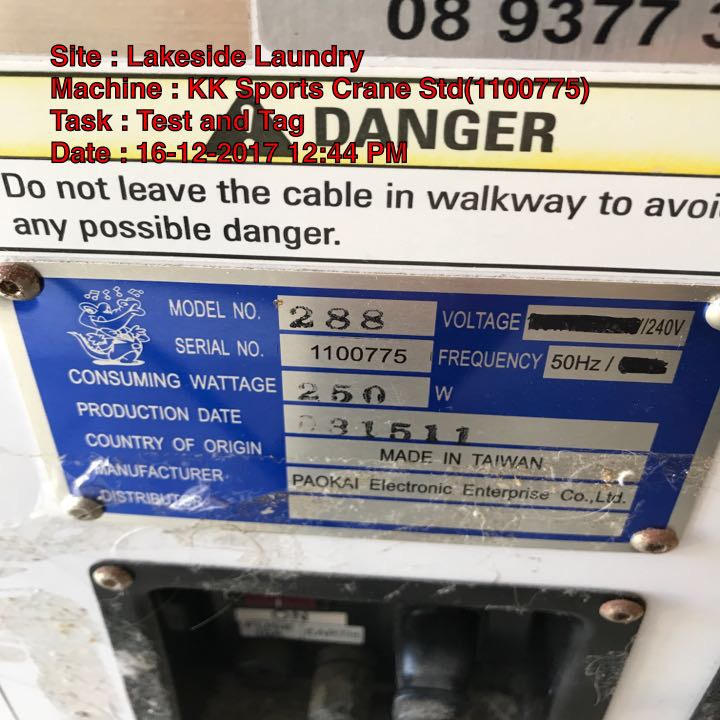 08 9377
Site : Lakeside Laundry
Machine : KK Sports Crane Std(1100775)
Task : Test and Tag
Date : 16-12-2017 12:44 PM
DANGER
Do not leave the cable in walkway to avoi
any possible danger.
MODEL NO. 288 VOLTAGE /240V
SERIAL NO. 1100775 FREQUENCY 50Hz /
CONSUMING WATTAGE 250 W
PRODUCTION DATE 031511
COUNTRY OF ORIGIN MADE IN TAIWAN
MANUFACTURER PAOKAI Electronic Enterprise Co.,Ltd.
DISTRIBUTOR
ON